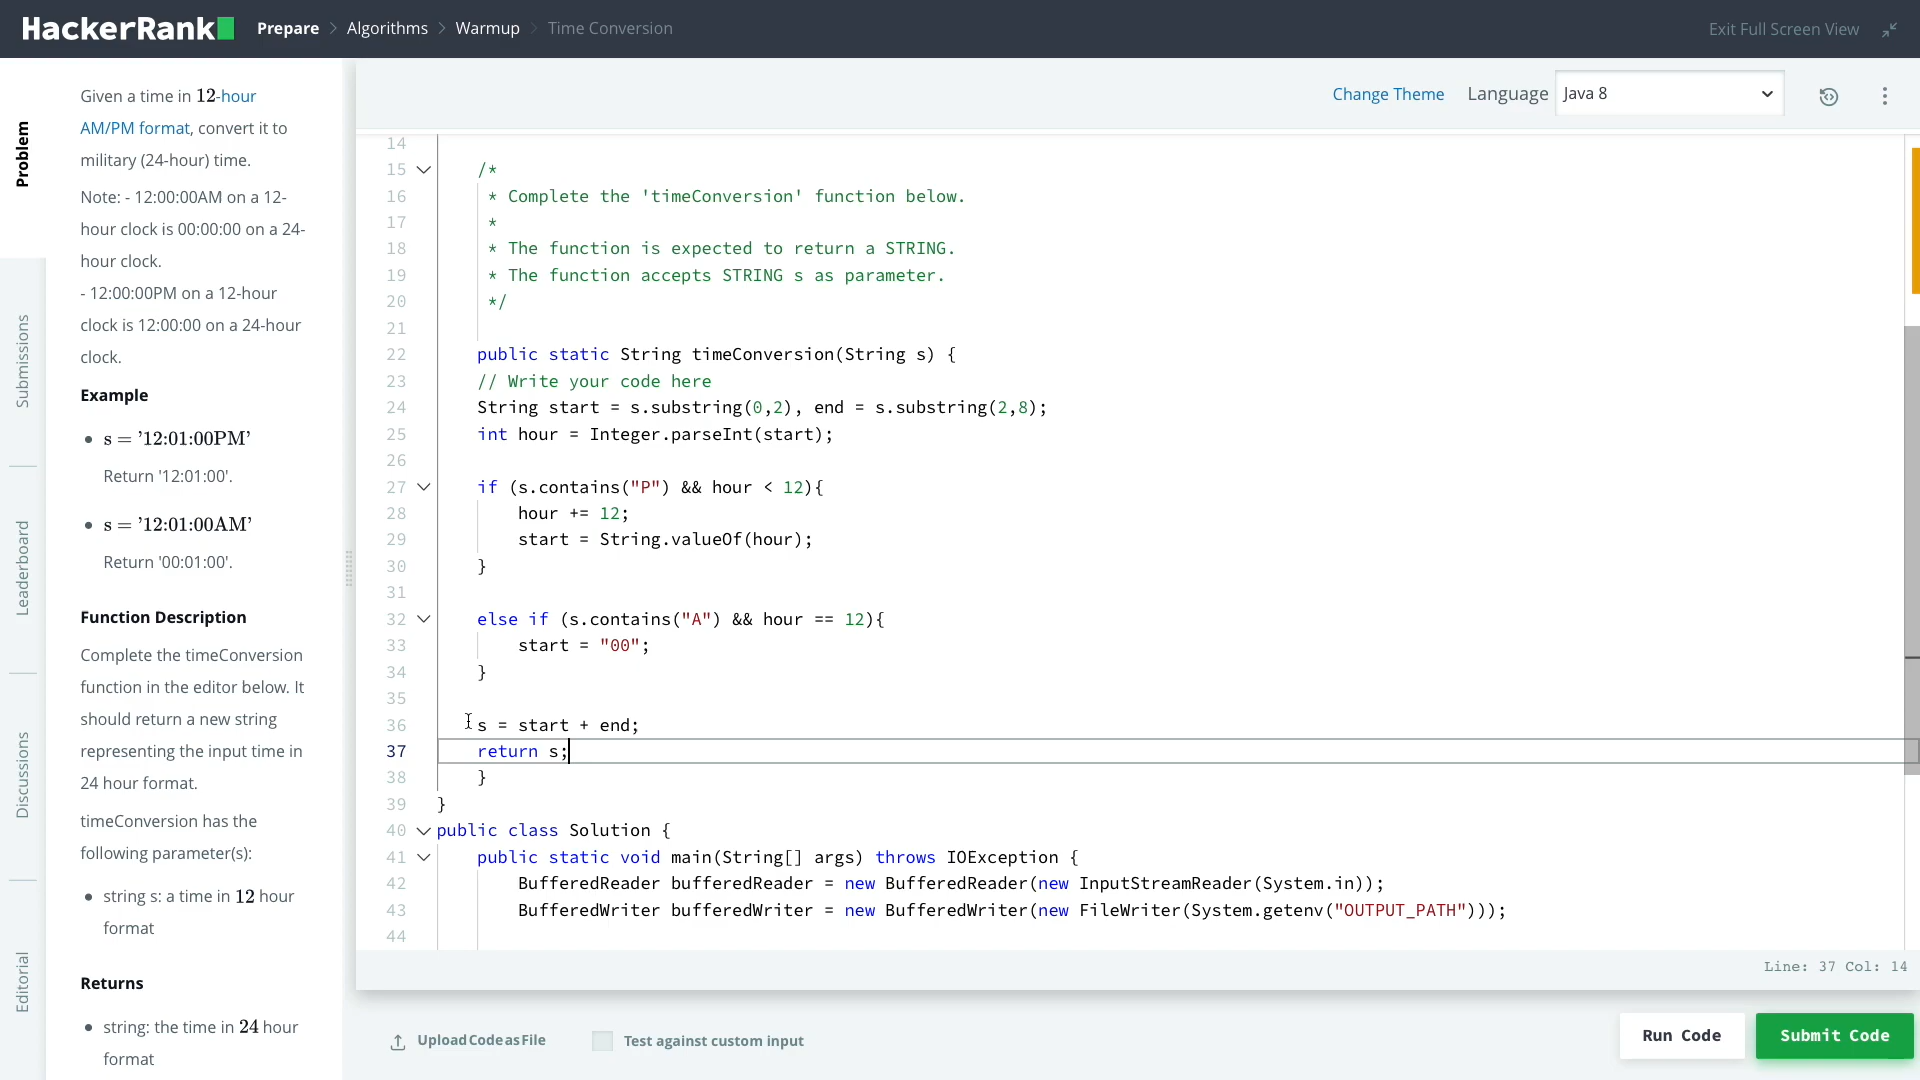 HackerRank
Prepare > Algorithms > Warmup > Time Conversion
Exit Full Screen View
Problem
Submissions
Leaderboard
Discussions
Editorial
Given a time in 12-hour
AM/PM format, convert it to
military (24-hour) time.
Note: - 12:00:00AM on a 12-
hour clock is 00:00:00 on a 24-
hour clock.
- 12:00:00PM on a 12-hour
clock is 12:00:00 on a 24-hour
clock.
Example
• s = '12:01:00PM'
Return '12:01:00'.
• s = '12:01:00AM'
Return '00:01:00'.
Function Description
Complete the timeConversion
function in the editor below. It
should return a new string
representing the input time in
24 hour format.
timeConversion has the
following parameter(s):
• string s: a time in 12 hour
format
Returns
• string: the time in 24 hour
format
Change Theme Language Java 8
14
15 /*
16 * Complete the 'timeConversion' function below.
17 *
18 * The function is expected to return a STRING.
19 * The function accepts STRING s as parameter.
20 */
21
22 public static String timeConversion(String s) {
23 // Write your code here
24 String start = s.substring(0,2), end = s.substring(2,8);
25 int hour = Integer.parseInt(start);
26
27 if (s.contains("P") && hour < 12){
28 hour += 12;
29 start = String.valueOf(hour);
30 }
31
32 else if (s.contains("A") && hour == 12){
33 start = "00";
34 }
35
36 s = start + end;
37 return s;
38 }
39 }
40 public class Solution {
41 public static void main(String[] args) throws IOException {
42 BufferedReader bufferedReader = new BufferedReader(new InputStreamReader(System.in));
43 BufferedWriter bufferedWriter = new BufferedWriter(new FileWriter(System.getenv("OUTPUT_PATH")));
44
Line: 37 Col: 14
Upload Code as File
Test against custom input
Run Code
Submit Code